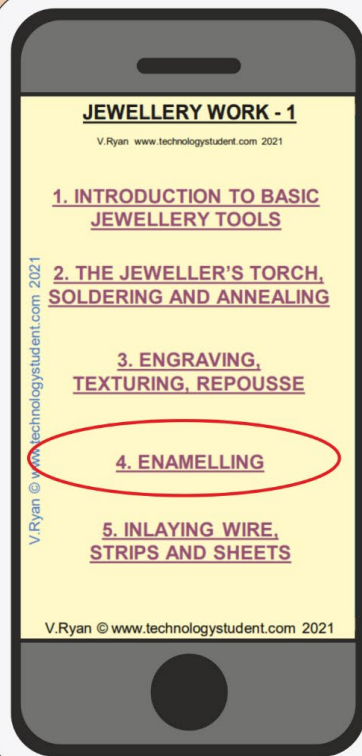 JEWELLERY WORK - 1
V.Ryan www.technologystudent.com 2021
1. INTRODUCTION TO BASIC
JEWELLERY TOOLS
2. THE JEWELLER'S TORCH,
SOLDERING AND ANNEALING
3. ENGRAVING,
TEXTURING, REPOUSSE
4. ENAMELLING
5. INLAYING WIRE,
STRIPS AND SHEETS
V.Ryan © www.technologystudent.com 2021
V.Ryan © www.technologystudent.com 2021